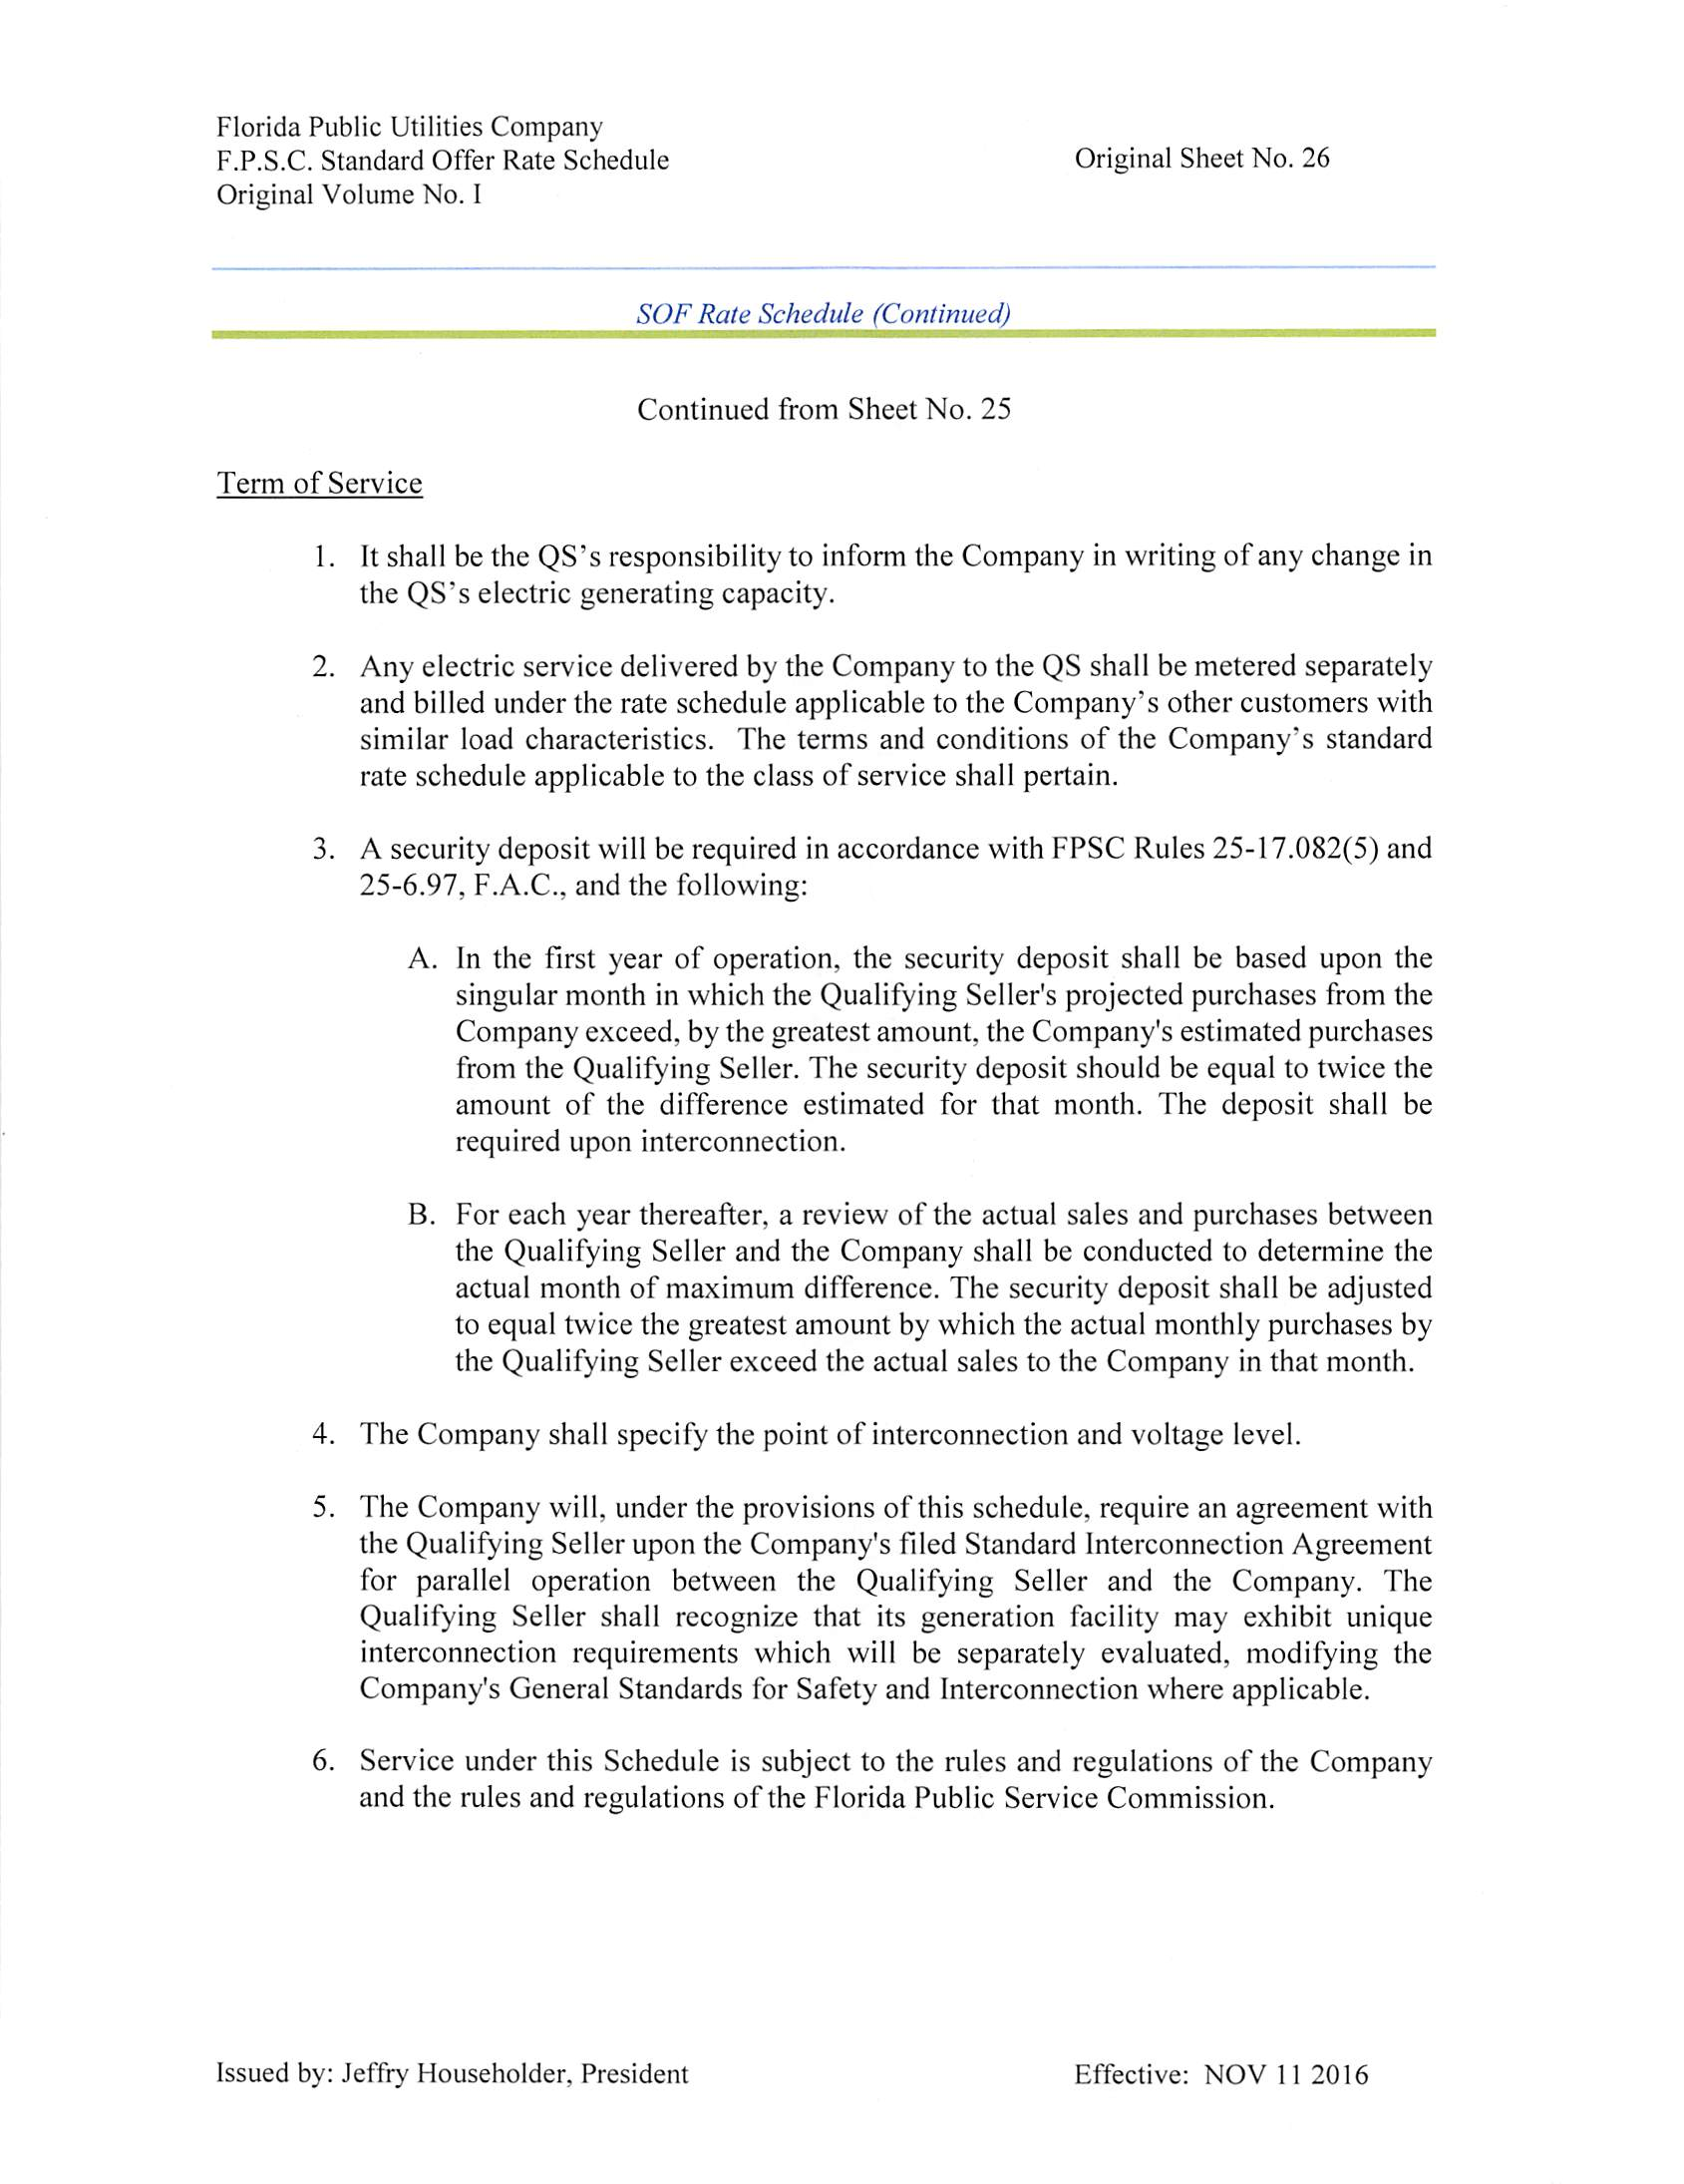 Florida Public Utilities Company
F.P.S.C. Standard Offer Rate Schedule
Original Sheet No. 26
Original Volume No. I
SOF Rate Schedule (Continued)
Continued from Sheet No. 25
Term of Service
1. It shall be the QS’s responsibility to inform the Company in writing of any change in
the QS’s electric generating capacity.
2. Any electric service delivered by the Company to the QS shall be metered separately
and billed under the rate schedule applicable to the Company’s other customers with
similar load characteristics. The terms and conditions of the Company’s standard
rate schedule applicable to the class of service shall pertain.
3. A security deposit will be required in accordance with FPSC Rules 25-17.082(5) and
25-6.97, F.A.C., and the following:
A. In the first year of operation, the security deposit shall be based upon the
singular month in which the Qualifying Seller's projected purchases from the
Company exceed, by the greatest amount, the Company's estimated purchases
from the Qualifying Seller. The security deposit should be equal to twice the
amount of the difference estimated for that month. The deposit shall be
required upon interconnection.
B. For each year thereafter, a review of the actual sales and purchases between
the Qualifying Seller and the Company shall be conducted to determine the
actual month of maximum difference. The security deposit shall be adjusted
to equal twice the greatest amount by which the actual monthly purchases by
the Qualifying Seller exceed the actual sales to the Company in that month.
4. The Company shall specify the point of interconnection and voltage level.
5. The Company will, under the provisions of this schedule, require an agreement with
the Qualifying Seller upon the Company's filed Standard Interconnection Agreement
for parallel operation between the Qualifying Seller and the Company. The
Qualifying Seller shall recognize that its generation facility may exhibit unique
interconnection requirements which will be separately evaluated, modifying the
Company's General Standards for Safety and Interconnection where applicable.
6. Service under this Schedule is subject to the rules and regulations of the Company
and the rules and regulations of the Florida Public Service Commission.
Issued by: Jeffry Householder, President
Effective: NOV 11 2016